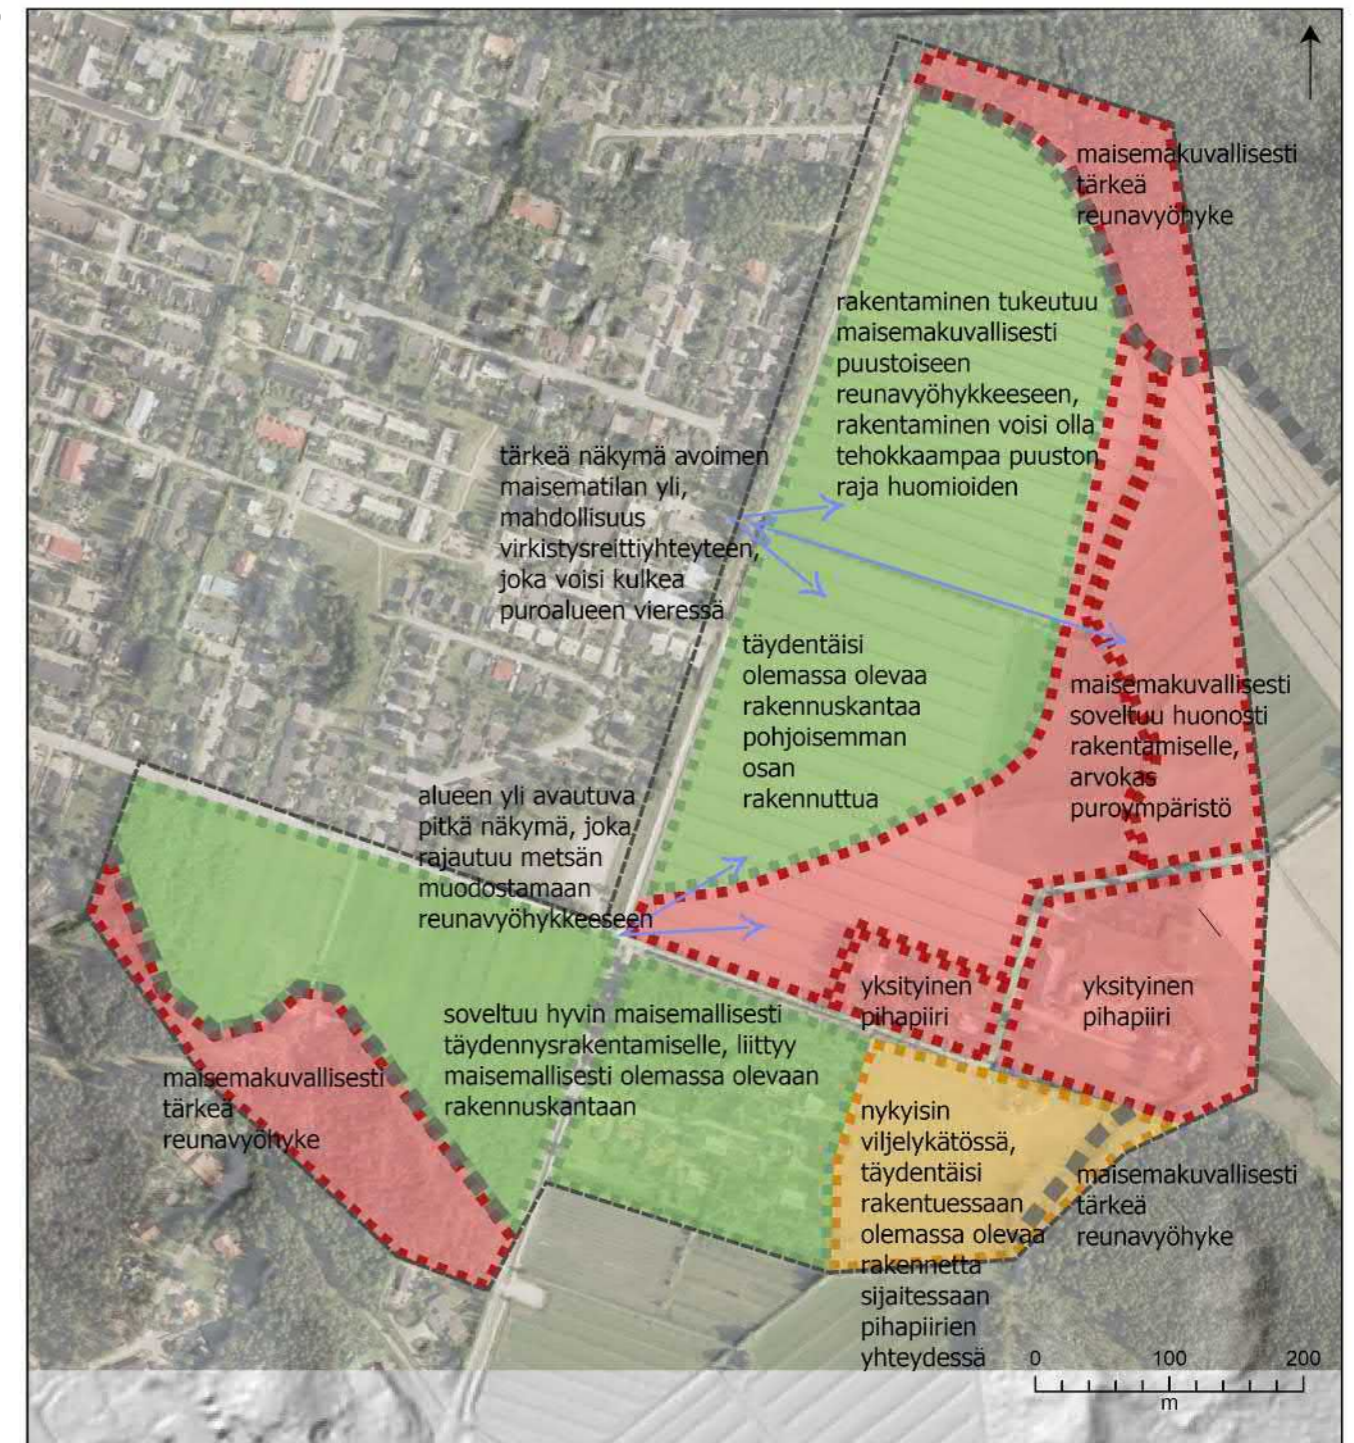 maisemakuvallisesti
tärkeä
reunavyöhyke
rakentaminen tukeutuu
maisemakuvallisesti
puustoiseen
reunavyöhykkeeseen,
rakentaminen voisi olla
tehokkaampaa puuston
raja huomioiden
tärkeä näkymä avoimen
maisematilan yli,
mahdollisuus
virkistysreittiyhteyteen,
joka voisi kulkea
puroalueen vieressä
täydentäisi
olemassa olevaa
rakennuskantaa
pohjoisemman
osan
rakennuttua
maisemakuvallisesti
soveltuu huonosti
rakentamiselle,
arvokas
puroympäristö
alueen yli avautuva
pitkä näkymä, joka
rajautuu metsän
muodostamaan
reunavyöhykkeeseen
yksityinen
pihapiiri
yksityinen
pihapiiri
soveltuu hyvin maisemallisesti
täydennysrakentamiselle, liittyy
maisemallisesti olemassa olevaan
rakennuskantaan
maisemakuvallisesti
tärkeä
reunavyöhyke
nykyisin
viljelykätössä,
täydentäisi
rakentuessaan
olemassa olevaa
rakennetta
sijaitessaan
pihapiirien
yhteydessä
maisemakuvallisesti
tärkeä
reunavyöhyke
0 100 200
m